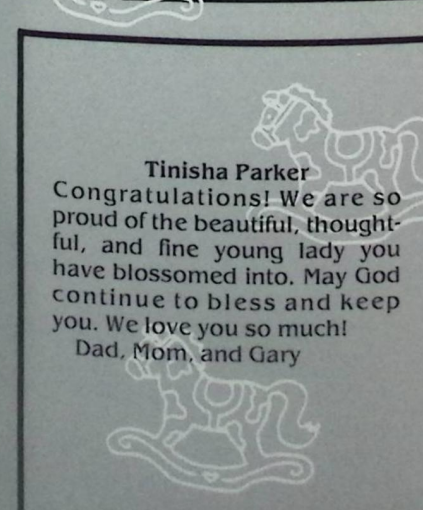 Tinisha Parker
Congratulations! We are so
proud of the beautiful, thought-
ful, and fine young lady you
have blossomed into. May God
continue to bless and keep
you. We love you so much!
Dad, Mom, and Gary